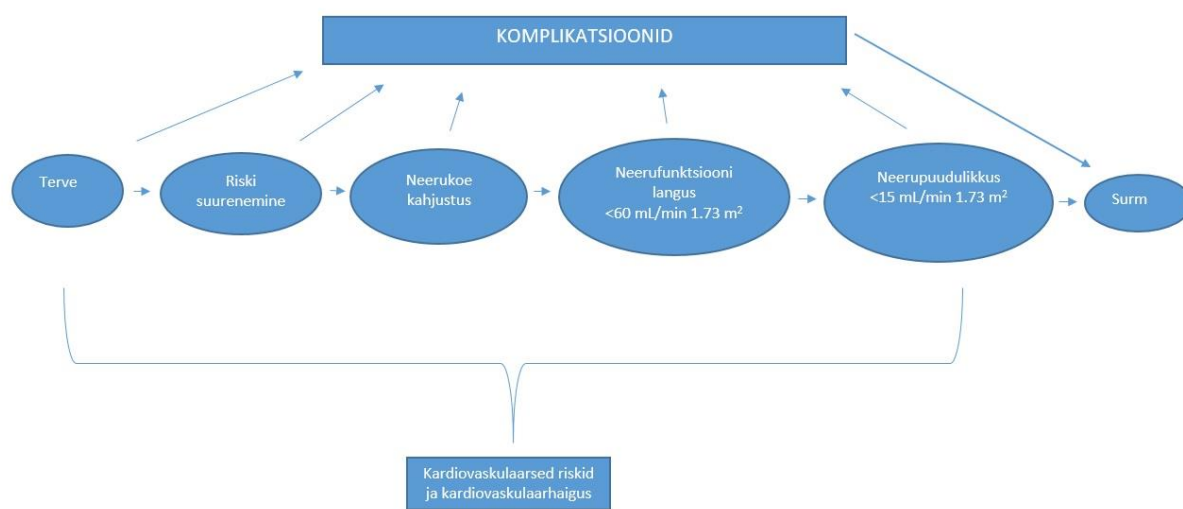 KOMPLIKATSIOONID
Terve
Riski
suurenemine
Neerukoe
kahjustus
Neerufunktsiooni
langus
<60 mL/min 1.73 m²
Neerupuudulikkus
<15 mL/min 1.73 m²
Surm
Kardiovaskulaarsed riskid
ja kardiovaskulaarhaigus